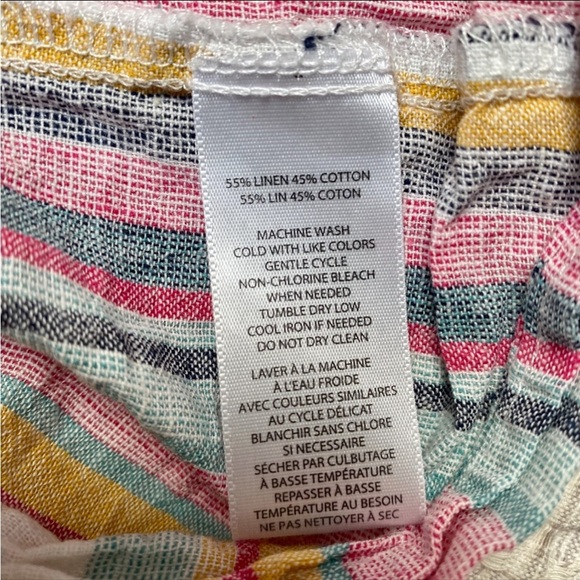 55% LINEN 45% COTTON
55% LIN 45% COTON
MACHINE WASH
COLD WITH LIKE COLORS
GENTLE CYCLE
NON-CHLORINE BLEACH
WHEN NEEDED
TUMBLE DRY LOW
COOL IRON IF NEEDED
DO NOT DRY CLEAN
LAVER À LA MACHINE
À L'EAU FROIDE
AVEC COULEURS SIMILAIRES
AU CYCLE DÉLICAT
BLANCHIR SANS CHLORE
SI NECESSAIRE
SÉCHER PAR CULBUTAGE
À BASSE TEMPÉRATURE
REPASSER À BASSE
TEMPÉRATURE AU BESOIN
NE PAS NETTOYER À SEC